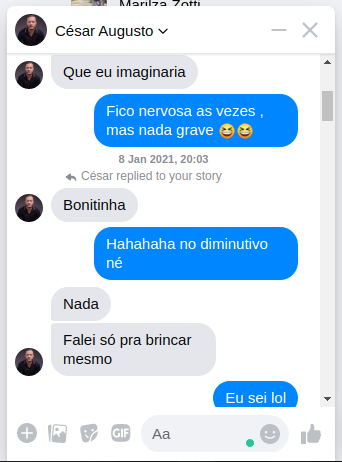 Marilza Zotti
César Augusto
Que eu imaginaria
Fico nervosa as vezes ,
mas nada grave 😆😆
8 Jan 2021, 20:03
César replied to your story
Bonitinha
Hahahaha no diminutivo
né
Nada
Falei só pra brincar
mesmo
Eu sei lol
GIF
Aa